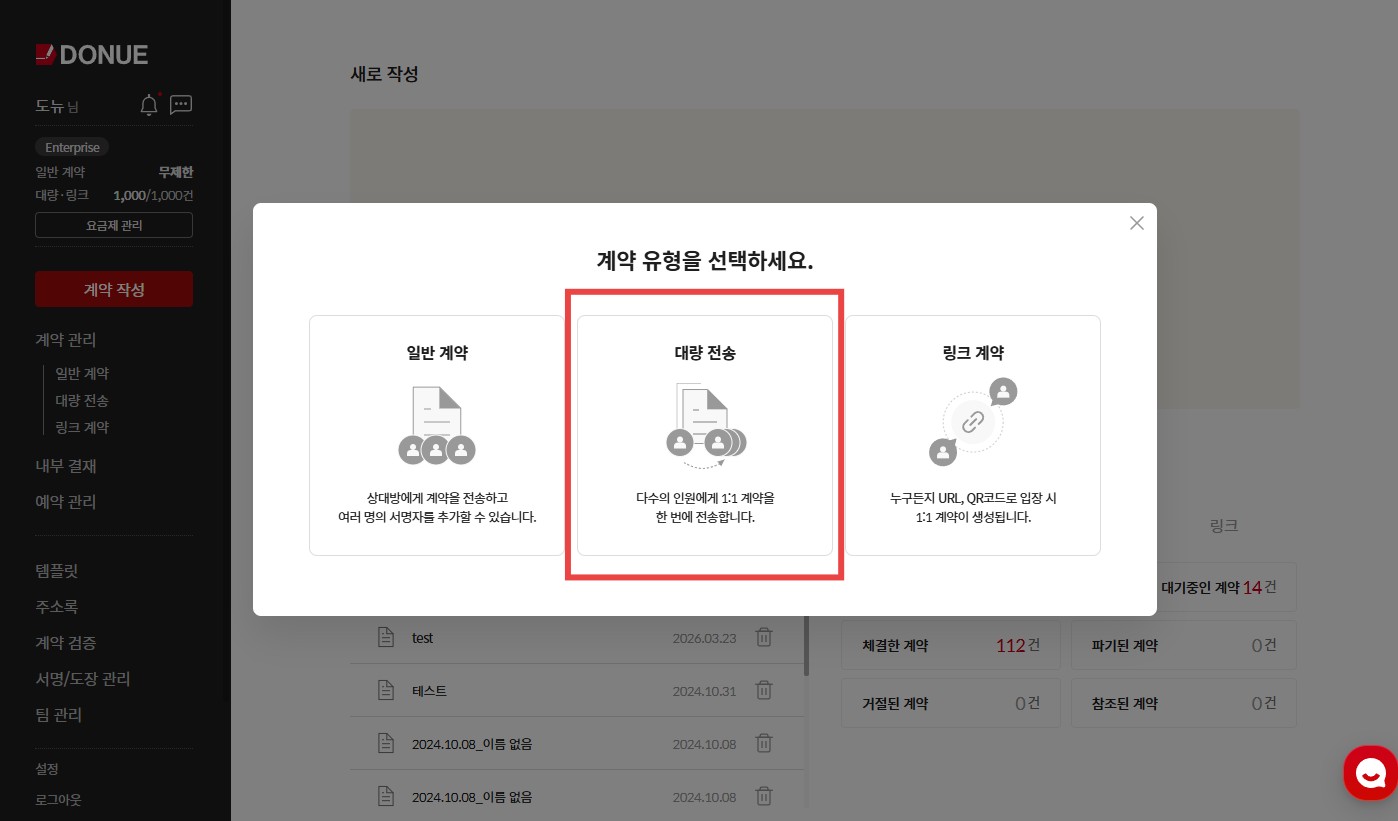 DONUE
도뉴 님
Enterprise
일반 계약 무제한
대량·링크 1,000/1,000건
요금제 관리
계약 작성
계약 관리
일반 계약
대량 전송
링크 계약
내부 결재
예약 관리
템플릿
주소록
계약 검증
서명/도장 관리
팀 관리
설정
로그아웃
새로 작성
계약 유형을 선택하세요.
일반 계약
상대방에게 계약을 전송하고
여러 명의 서명자를 추가할 수 있습니다.
대량 전송
다수의 인원에게 1:1 계약을
한 번에 전송합니다.
링크 계약
누구든지 URL, QR코드로 입장 시
1:1 계약이 생성됩니다.
test 2026.03.23
테스트 2024.10.31
2024.10.08_이름 없음 2024.10.08
2024.10.08_이름 없음 2024.10.08
링크
대기중인 계약 14 건
체결한 계약 112 건
파기된 계약 0 건
거절된 계약 0 건
참조된 계약 0 건